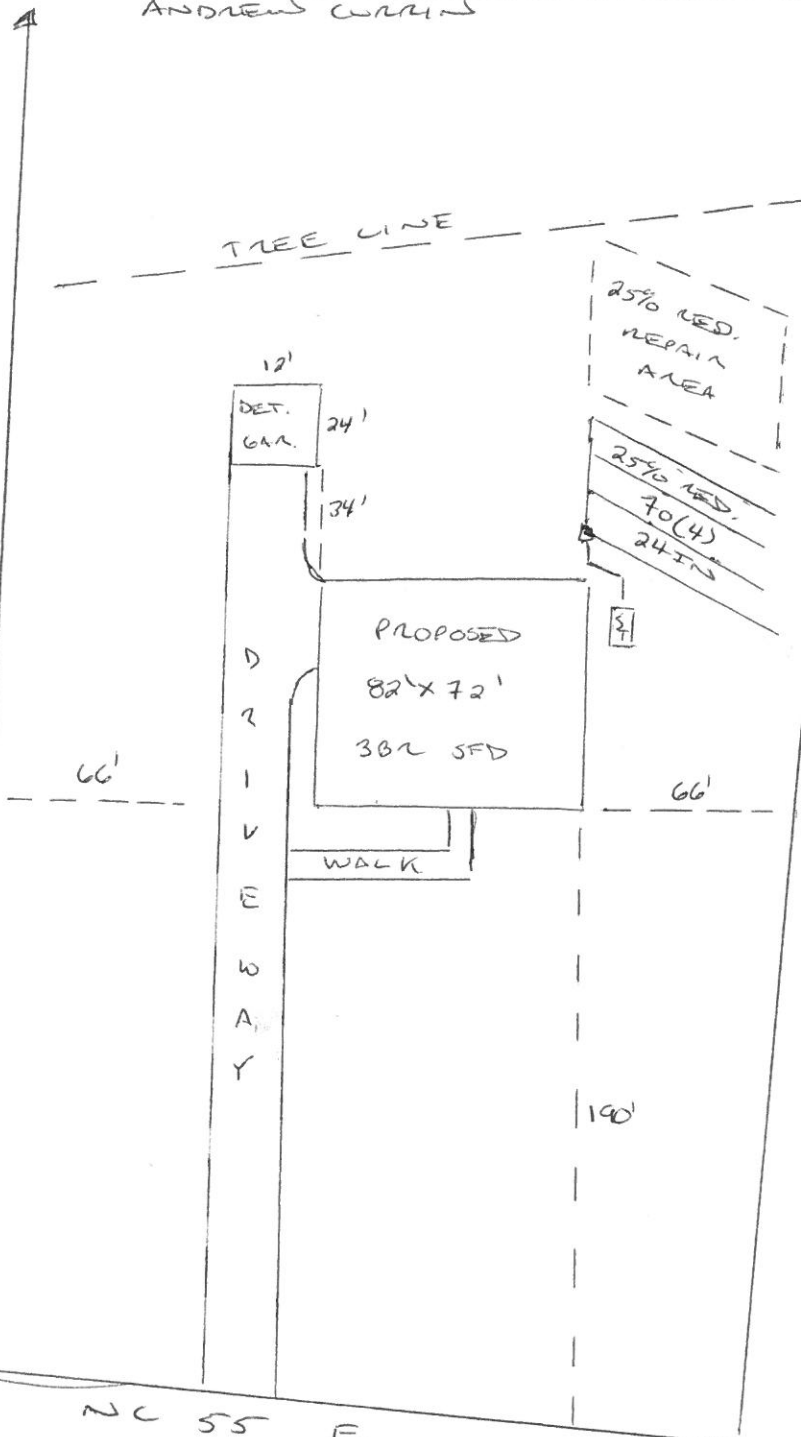 ANDREW CURRIN
TREE LINE
25% RED.
REPAIR
AREA
12'
DET.
GAR.
24'
34'
25% RED.
70(4)
24IN
ST
PROPOSED
82'x72'
3BR SFD
66'
66'
WALK
DRIVEWAY
190'
NC 55 E